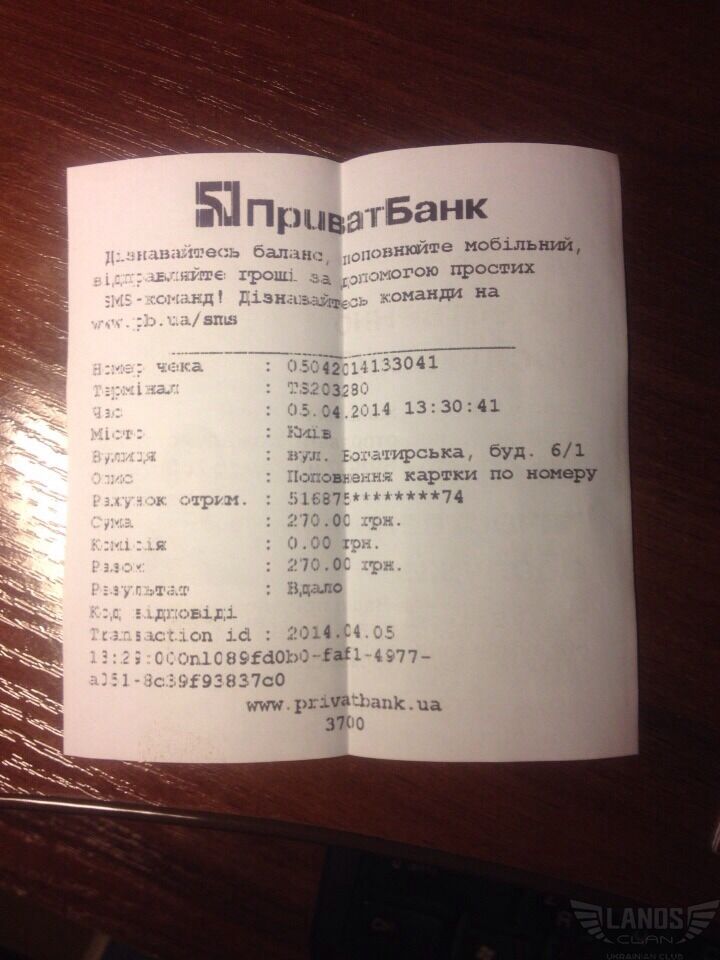 ПриватБанк
Дізнавайтесь баланс, поповнюйте мобільний,
відправляйте гроші за допомогою простих
SMS-команд! Дізнавайтесь команди на
www.pb.ua/sms
Номер чека : 05042014133041
Термінал : TS203280
Час : 05.04.2014 13:30:41
Місто : Київ
Вулиця : вул. Богатирська, буд. 6/1
Опис : Поповнення картки по номеру
Рахунок отрим. : 516875********74
Сума : 270.00 грн.
Комісія : 0.00 грн.
Разом : 270.00 грн.
Результат : Вдало
Код відповіді
Transaction id : 2014.04.05
13:29:000n1089fd0b0-faf1-4977-
a051-8c39f93837c0
www.privatbank.ua
3700
LANOS
CLAN
UKRAINIAN CLUB